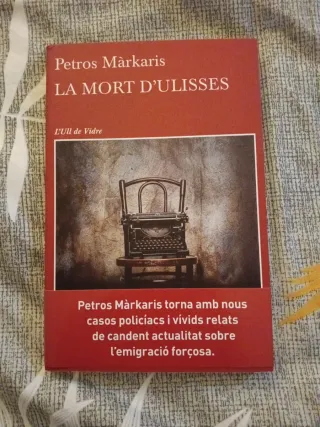 Petros Màrkaris
LA MORT D'ULISSES
L'Ull de Vidre
Petros Màrkaris torna amb nous
casos policíacs i vívids relats
de candent actualitat sobre
l'emigració forçosa.